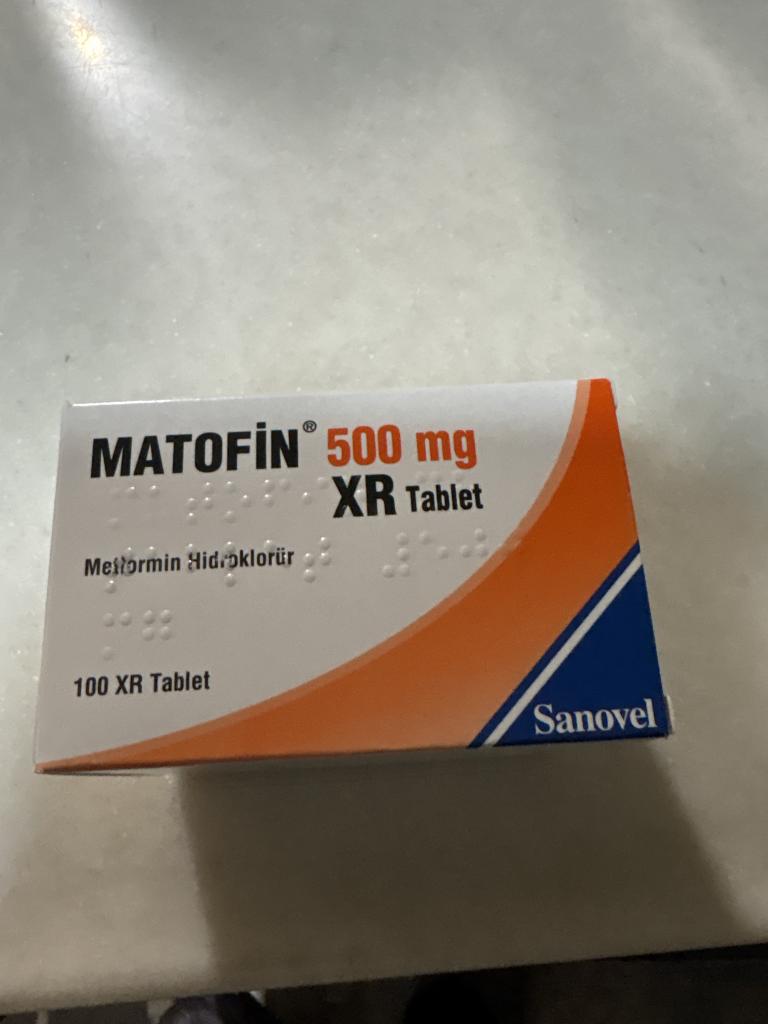 MATOFİN® 500 mg
XR Tablet
Metformin Hidroklorür
100 XR Tablet
Sanovel